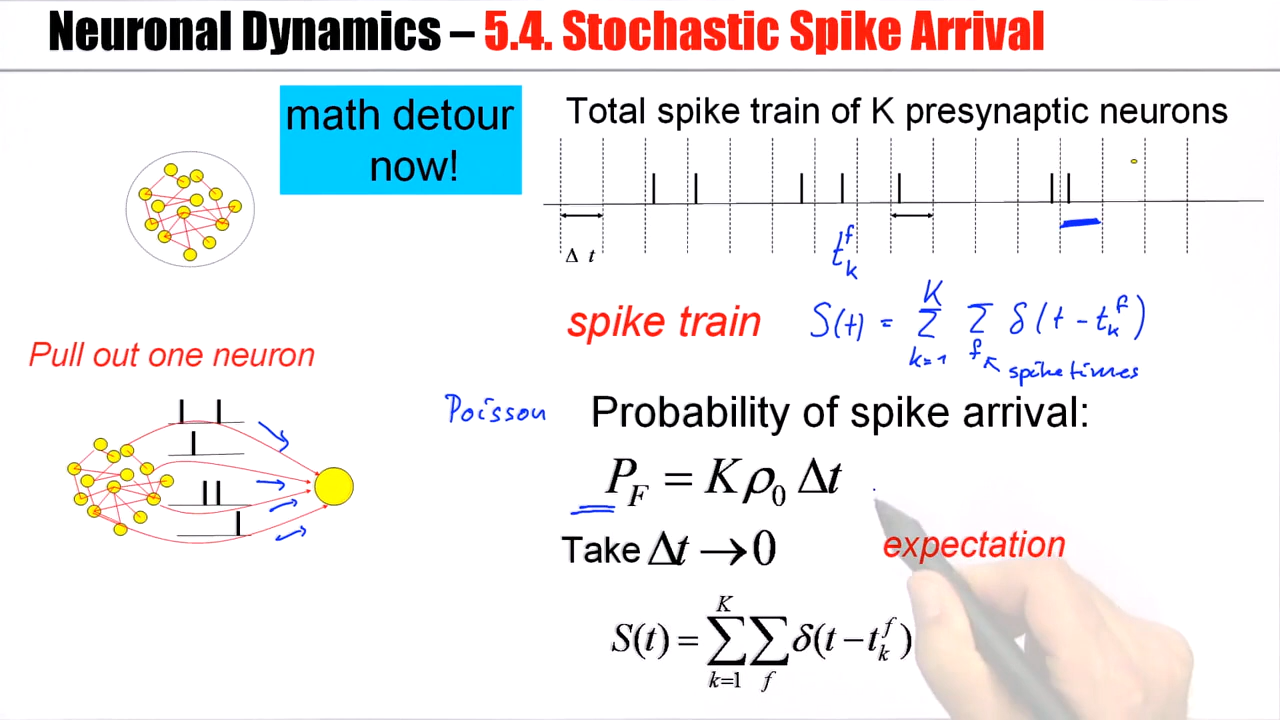 Neuronal Dynamics – 5.4. Stochastic Spike Arrival
math detour
now!
Total spike train of K presynaptic neurons
Δ t
t_k^f
spike train S(t) = Σ_{k=1}^{K} Σ_f δ(t - t_k^f)
spike times
Pull out one neuron
Poisson Probability of spike arrival:
P_F = K ρ_0 Δt
Take Δt → 0
expectation
S(t) = Σ_{k=1}^{K} Σ_f δ(t − t_k^f)